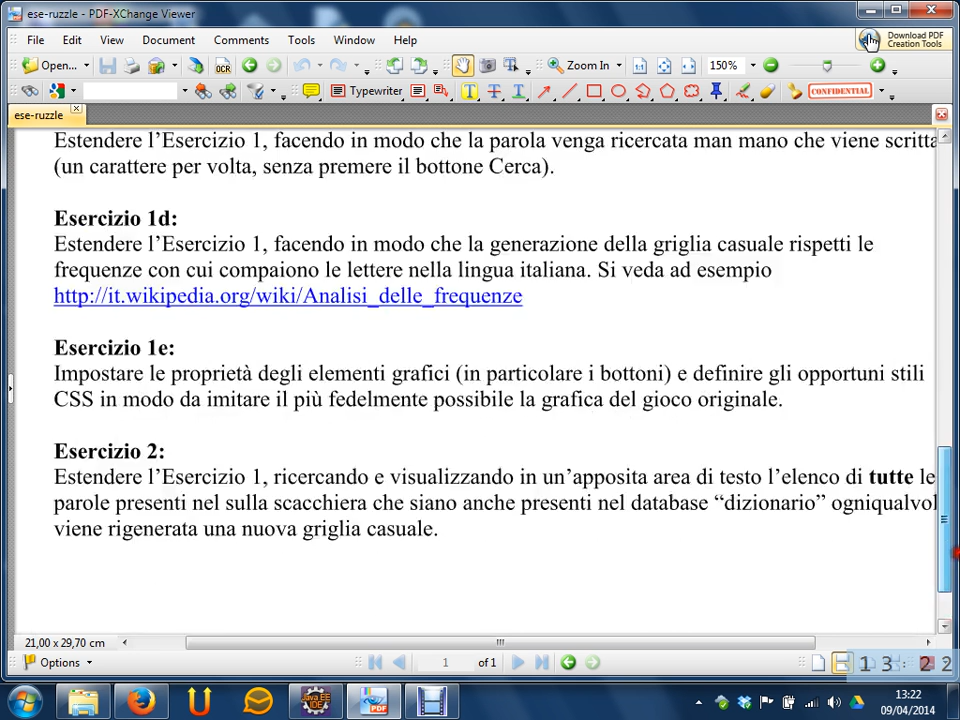 ese-ruzzle - PDF-XChange Viewer
File Edit View Document Comments Tools Window Help
Download PDF
Creation Tools
Open... OCR Zoom In 150%
Typewriter CONFIDENTIAL
ese-ruzzle
Estendere l’Esercizio 1, facendo in modo che la parola venga ricercata man mano che viene scritta
(un carattere per volta, senza premere il bottone Cerca).
Esercizio 1d:
Estendere l’Esercizio 1, facendo in modo che la generazione della griglia casuale rispetti le
frequenze con cui compaiono le lettere nella lingua italiana. Si veda ad esempio
http://it.wikipedia.org/wiki/Analisi_delle_frequenze
Esercizio 1e:
Impostare le proprietà degli elementi grafici (in particolare i bottoni) e definire gli opportuni stili
CSS in modo da imitare il più fedelmente possibile la grafica del gioco originale.
Esercizio 2:
Estendere l’Esercizio 1, ricercando e visualizzando in un’apposita area di testo l’elenco di tutte le
parole presenti nel sulla scacchiera che siano anche presenti nel database “dizionario” ogniqualvol
viene rigenerata una nuova griglia casuale.
21,00 x 29,70 cm
Options 1 of 1 13:22
Java EE
IDE
PDF
13:22
09/04/2014